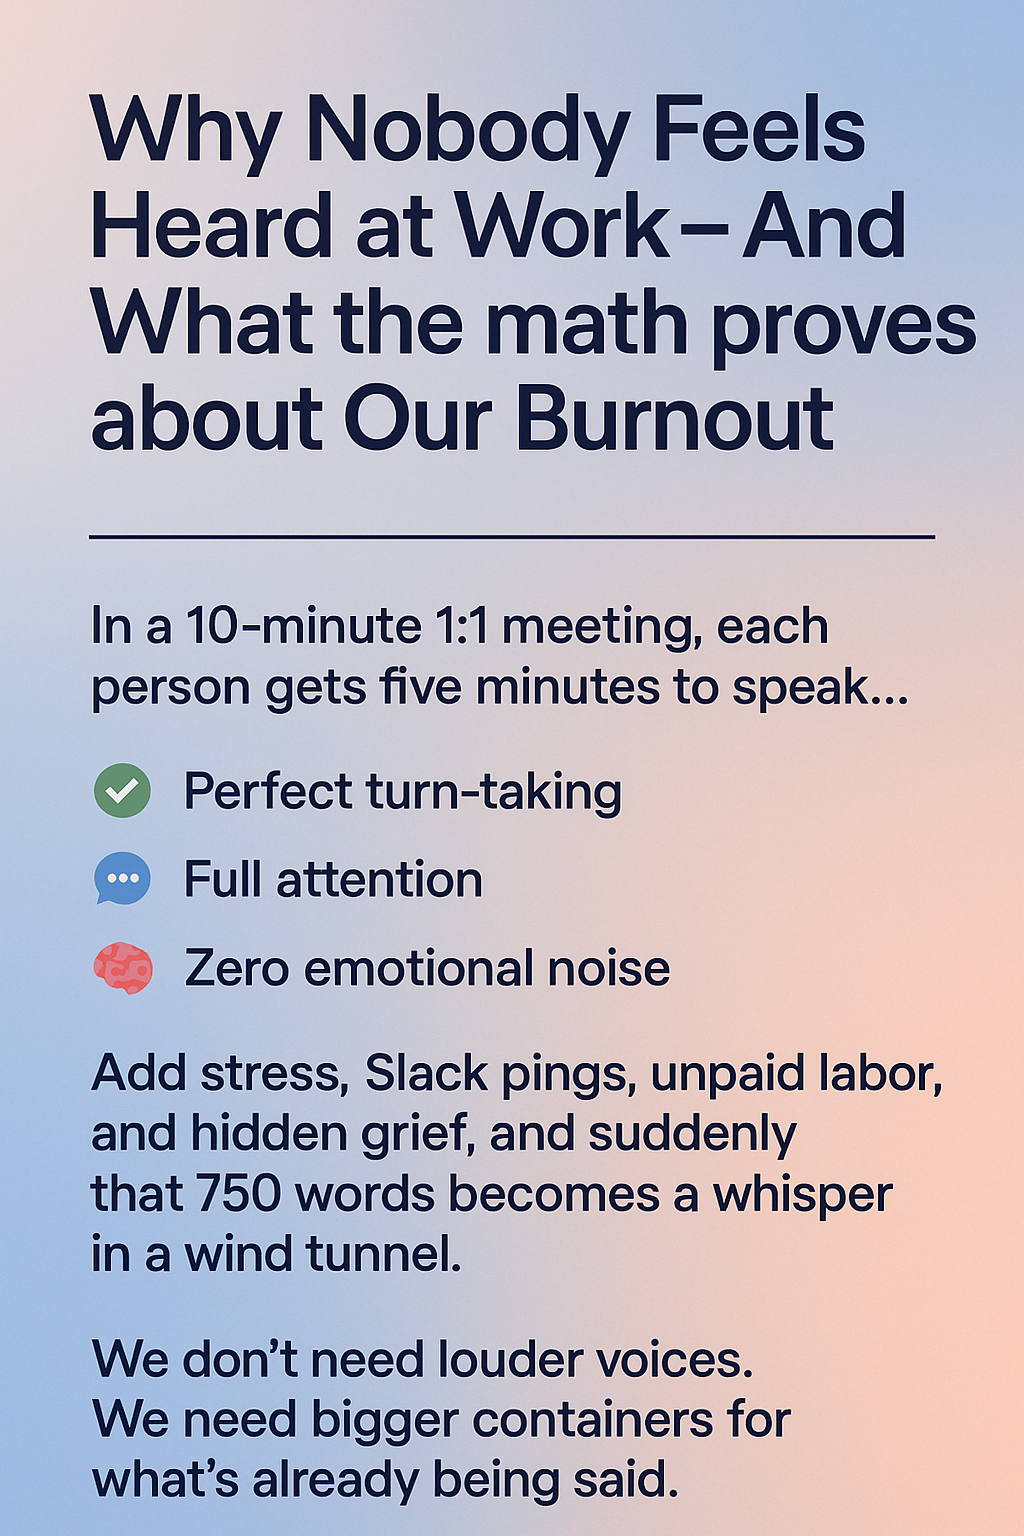 Why Nobody Feels
Heard at Work – And
What the math proves
about Our Burnout
In a 10-minute 1:1 meeting, each
person gets five minutes to speak...
Perfect turn-taking
Full attention
Zero emotional noise
Add stress, Slack pings, unpaid labor,
and hidden grief, and suddenly
that 750 words becomes a whisper
in a wind tunnel.
We don’t need louder voices.
We need bigger containers for
what’s already being said.